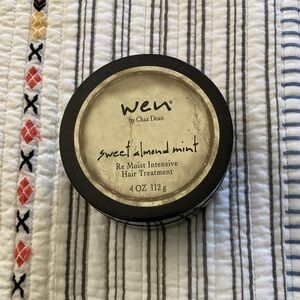 wen®
by Chaz Dean
sweet almond mint
Re Moist Intensive
Hair Treatment
4 OZ 112 g